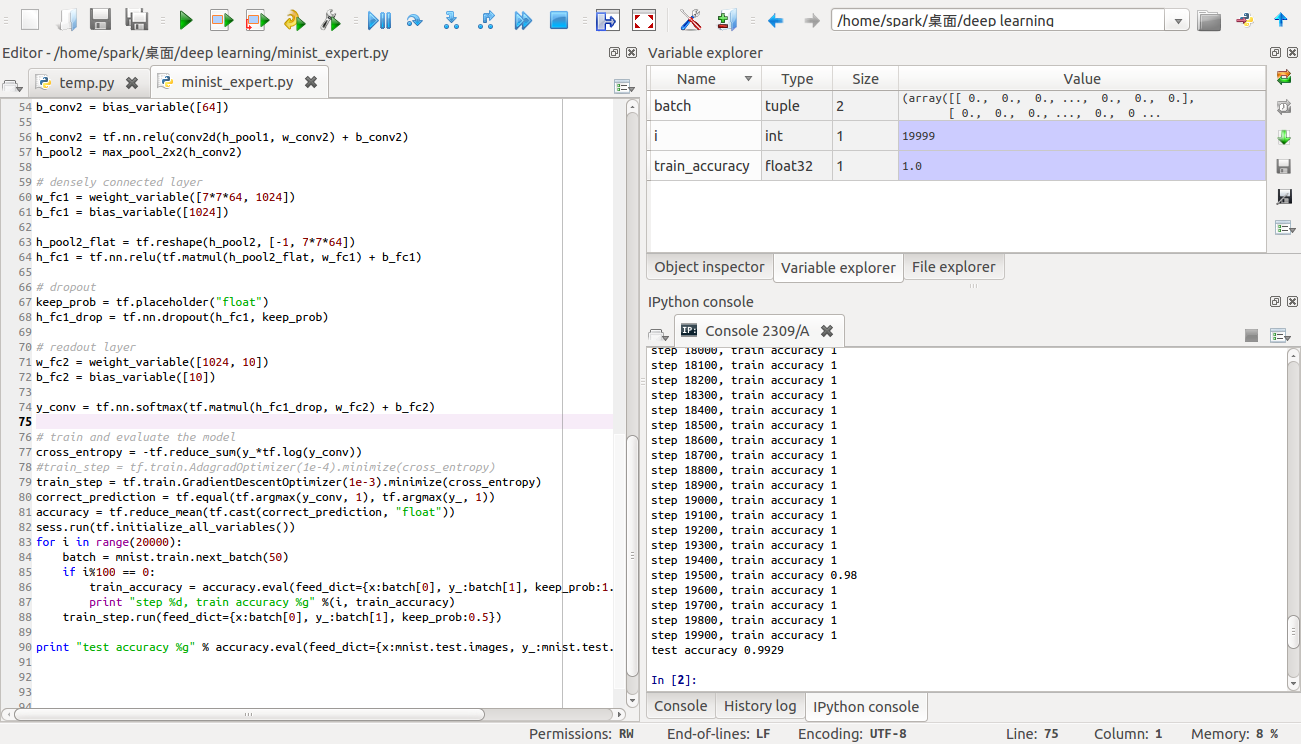 /home/spark/桌面/deep learning
Editor - /home/spark/桌面/deep learning/minist_expert.py
temp.py
minist_expert.py
54 b_conv2 = bias_variable([64])
55
56 h_conv2 = tf.nn.relu(conv2d(h_pool1, w_conv2) + b_conv2)
57 h_pool2 = max_pool_2x2(h_conv2)
58
59 # densely connected layer
60 w_fc1 = weight_variable([7*7*64, 1024])
61 b_fc1 = bias_variable([1024])
62
63 h_pool2_flat = tf.reshape(h_pool2, [-1, 7*7*64])
64 h_fc1 = tf.nn.relu(tf.matmul(h_pool2_flat, w_fc1) + b_fc1)
65
66 # dropout
67 keep_prob = tf.placeholder("float")
68 h_fc1_drop = tf.nn.dropout(h_fc1, keep_prob)
69
70 # readout layer
71 w_fc2 = weight_variable([1024, 10])
72 b_fc2 = bias_variable([10])
73
74 y_conv = tf.nn.softmax(tf.matmul(h_fc1_drop, w_fc2) + b_fc2)
75
76 # train and evaluate the model
77 cross_entropy = -tf.reduce_sum(y_*tf.log(y_conv))
78 #train_step = tf.train.AdagradOptimizer(1e-4).minimize(cross_entropy)
79 train_step = tf.train.GradientDescentOptimizer(1e-3).minimize(cross_entropy)
80 correct_prediction = tf.equal(tf.argmax(y_conv, 1), tf.argmax(y_, 1))
81 accuracy = tf.reduce_mean(tf.cast(correct_prediction, "float"))
82 sess.run(tf.initialize_all_variables())
83 for i in range(20000):
84     batch = mnist.train.next_batch(50)
85     if i%100 == 0:
86         train_accuracy = accuracy.eval(feed_dict={x:batch[0], y_:batch[1], keep_prob:1.
87         print "step %d, train accuracy %g" %(i, train_accuracy)
88     train_step.run(feed_dict={x:batch[0], y_:batch[1], keep_prob:0.5})
89
90 print "test accuracy %g" % accuracy.eval(feed_dict={x:mnist.test.images, y_:mnist.test.
91
92
93
94
Variable explorer
Name Type Size Value
batch tuple 2 (array([[ 0., 0., 0., ..., 0., 0., 0.],
[ 0., 0., 0., ..., 0., 0 ...
i int 1 19999
train_accuracy float32 1 1.0
Object inspector Variable explorer File explorer
IPython console
IP: Console 2309/A
step 18000, train accuracy 1
step 18100, train accuracy 1
step 18200, train accuracy 1
step 18300, train accuracy 1
step 18400, train accuracy 1
step 18500, train accuracy 1
step 18600, train accuracy 1
step 18700, train accuracy 1
step 18800, train accuracy 1
step 18900, train accuracy 1
step 19000, train accuracy 1
step 19100, train accuracy 1
step 19200, train accuracy 1
step 19300, train accuracy 1
step 19400, train accuracy 1
step 19500, train accuracy 0.98
step 19600, train accuracy 1
step 19700, train accuracy 1
step 19800, train accuracy 1
step 19900, train accuracy 1
test accuracy 0.9929
In [2]:
Console History log IPython console
Permissions: RW End-of-lines: LF Encoding: UTF-8 Line: 75 Column: 1 Memory: 8 %